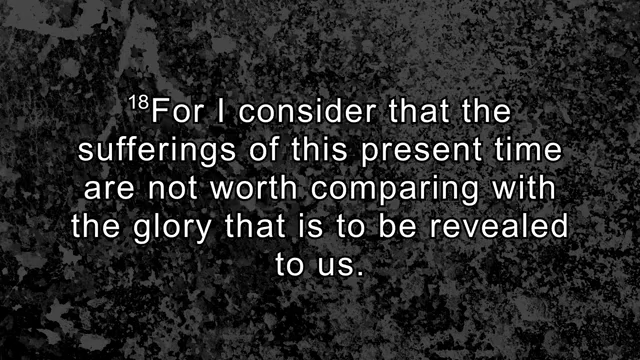 ¹⁸For I consider that the
sufferings of this present time
are not worth comparing with
the glory that is to be revealed
to us.